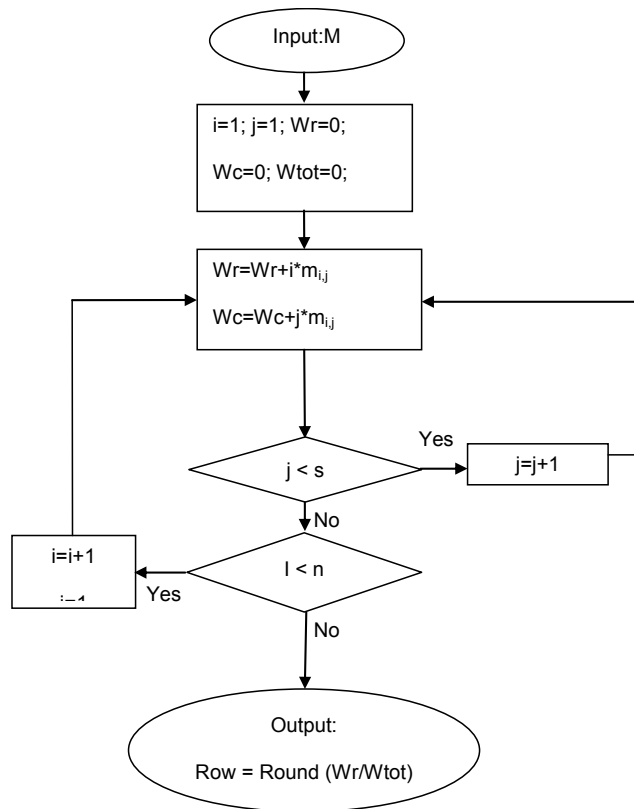 Input:M
i=1; j=1; Wr=0;
Wc=0; Wtot=0;
Wr=Wr+i*mi,j
Wc=Wc+j*mi,j
j < s
Yes
j=j+1
No
I < n
Yes
i=i+1
No
Output:
Row = Round (Wr/Wtot)